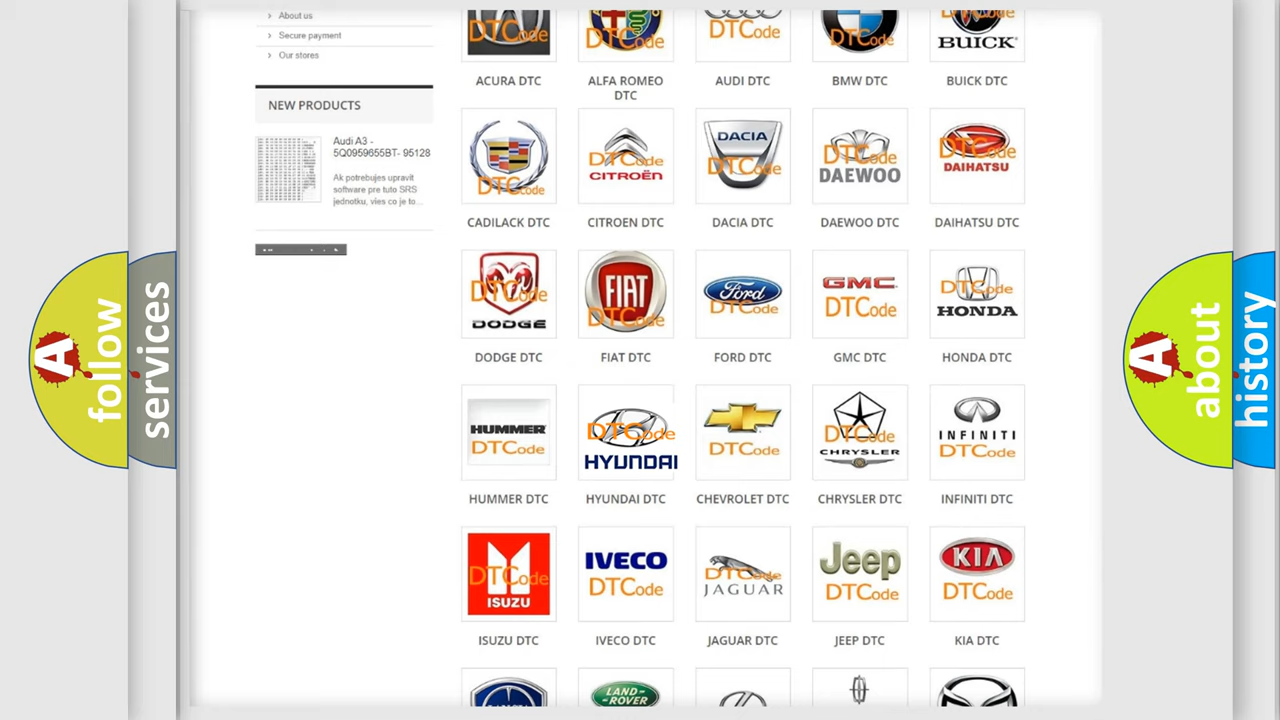 About us
Secure payment
Our stores
NEW PRODUCTS
Audi A3 -
5Q0959655BT- 95128
Ak potrebujes upravit
software pre tuto SRS
jednotku, vies co je to...
DTCode DTCode DTCode DTCode BUICK
ACURA DTC ALFA ROMEO DTC AUDI DTC BMW DTC BUICK DTC
DTCode
DTCode CITROËN
DACIA DTCode
DTCode DAEWOO
DTCode DAIHATSU
CADILACK DTC CITROEN DTC DACIA DTC DAEWOO DTC DAIHATSU DTC
DTCode DODGE
FIAT DTCode
Ford DTCode
GMC DTCode
DTCode HONDA
DODGE DTC FIAT DTC FORD DTC GMC DTC HONDA DTC
HUMMER DTCode
DTCode HYUNDAI
DTCode
DTCode CHRYSLER
INFINITI DTCode
HUMMER DTC HYUNDAI DTC CHEVROLET DTC CHRYSLER DTC INFINITI DTC
DTCode ISUZU
IVECO DTCode
DTCode JAGUAR
Jeep DTCode
KIA DTCode
ISUZU DTC IVECO DTC JAGUAR DTC JEEP DTC KIA DTC
LAND-
ROVER
A follow
services
A about
history